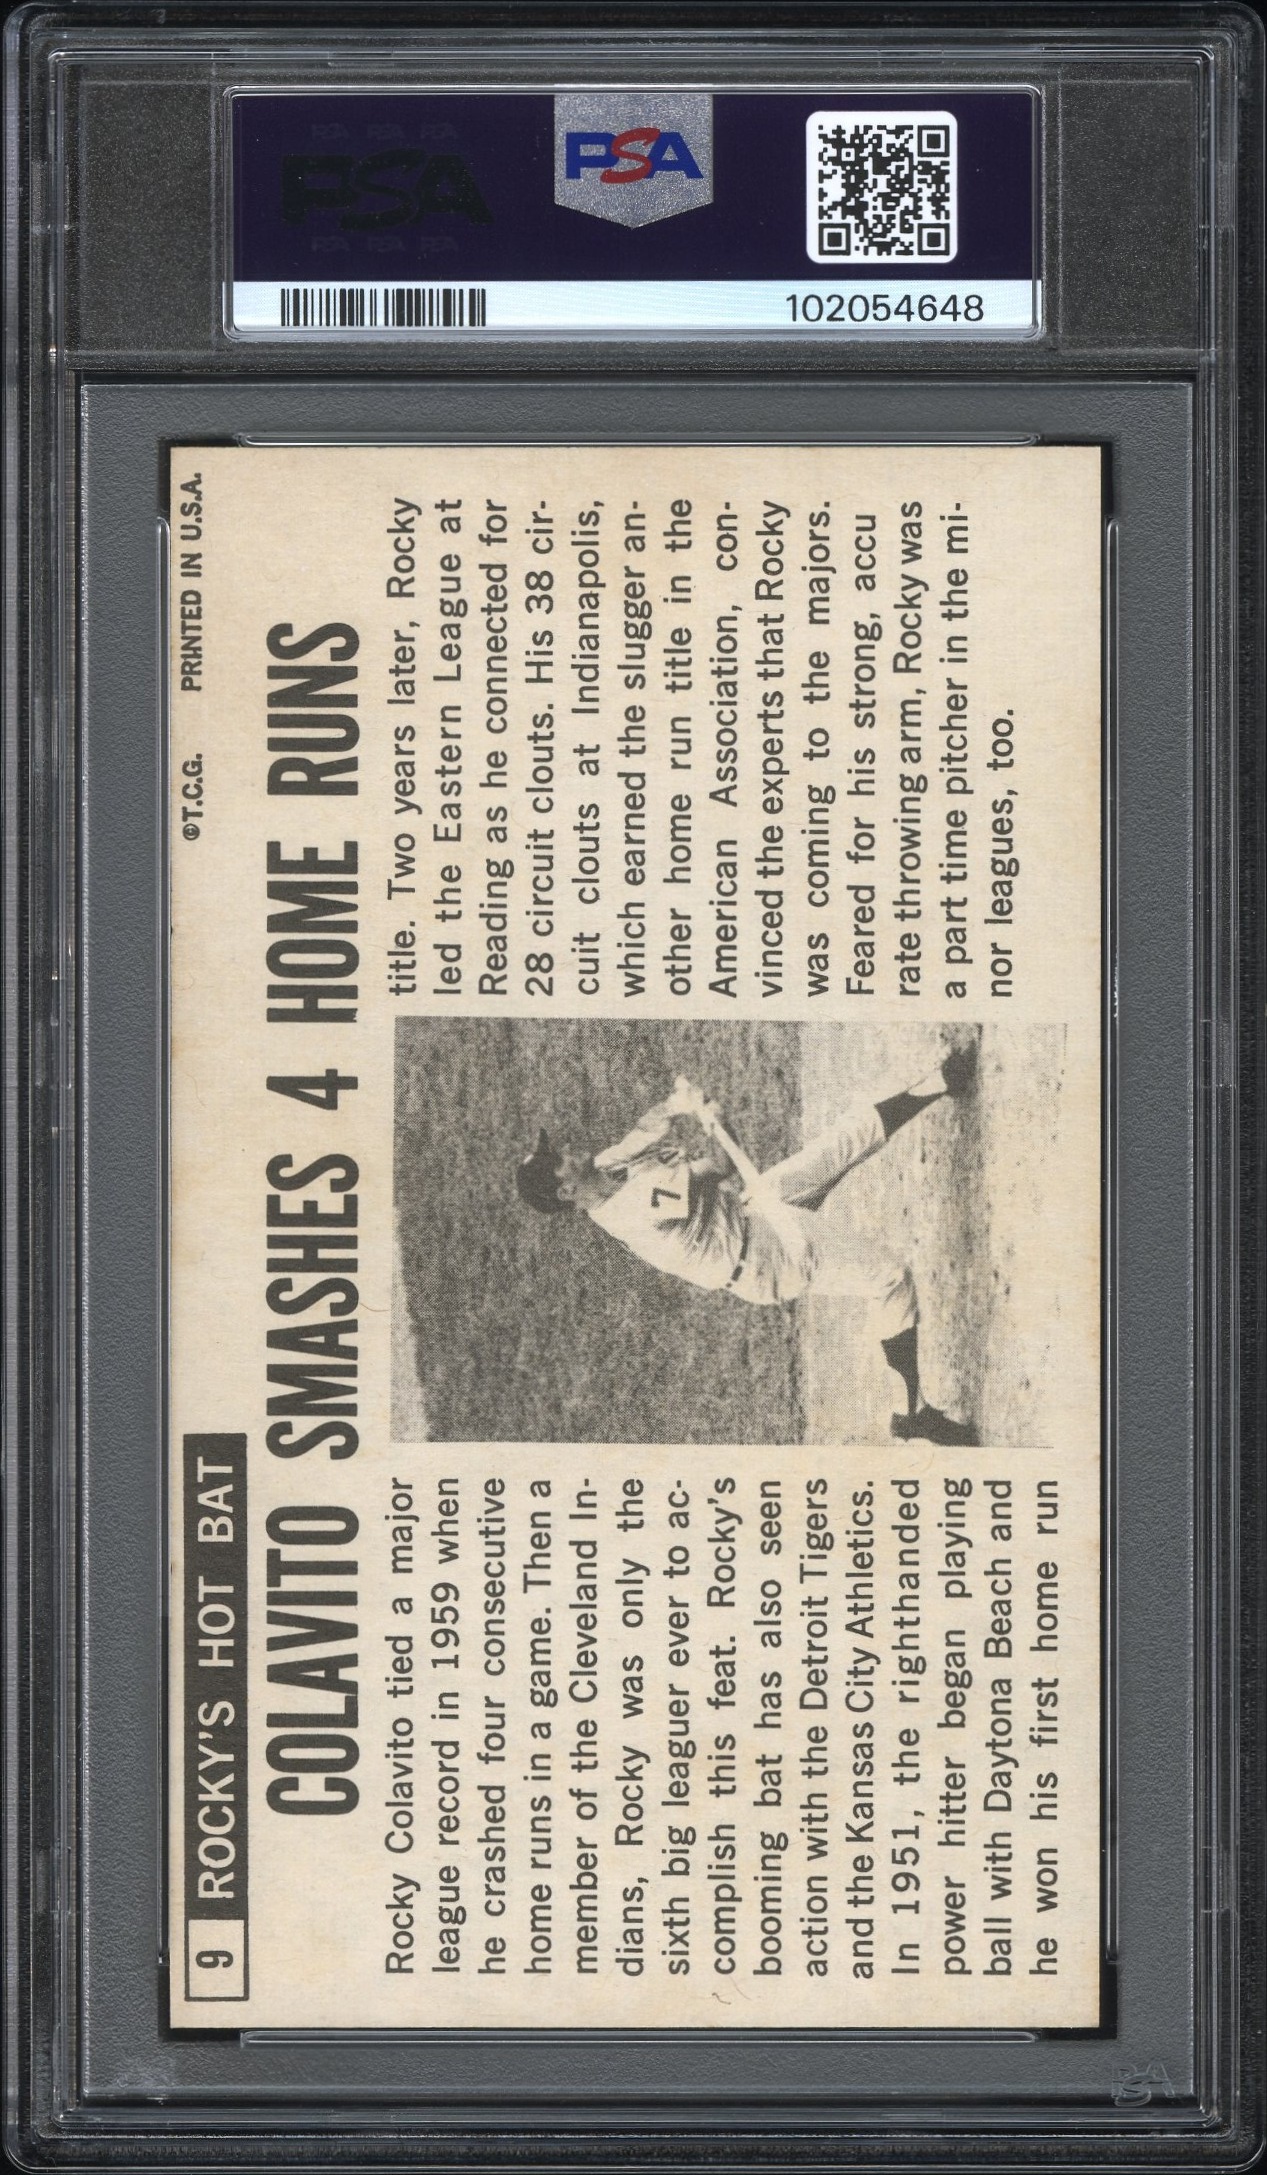 PSA
102054648
9
ROCKY'S HOT BAT
©T.C.G. PRINTED IN U.S.A.
COLAVITO SMASHES 4 HOME RUNS
Rocky Colavito tied a major
league record in 1959 when
he crashed four consecutive
home runs in a game. Then a
member of the Cleveland In-
dians, Rocky was only the
sixth big leaguer ever to ac-
complish this feat. Rocky's
booming bat has also seen
action with the Detroit Tigers
and the Kansas City Athletics.
In 1951, the righthanded
power hitter began playing
ball with Daytona Beach and
he won his first home run
7
title. Two years later, Rocky
led the Eastern League at
Reading as he connected for
28 circuit clouts. His 38 cir-
cuit clouts at Indianapolis,
which earned the slugger an-
other home run title in the
American Association, con-
vinced the experts that Rocky
was coming to the majors.
Feared for his strong, accu
rate throwing arm, Rocky was
a part time pitcher in the mi-
nor leagues, too.
PSA